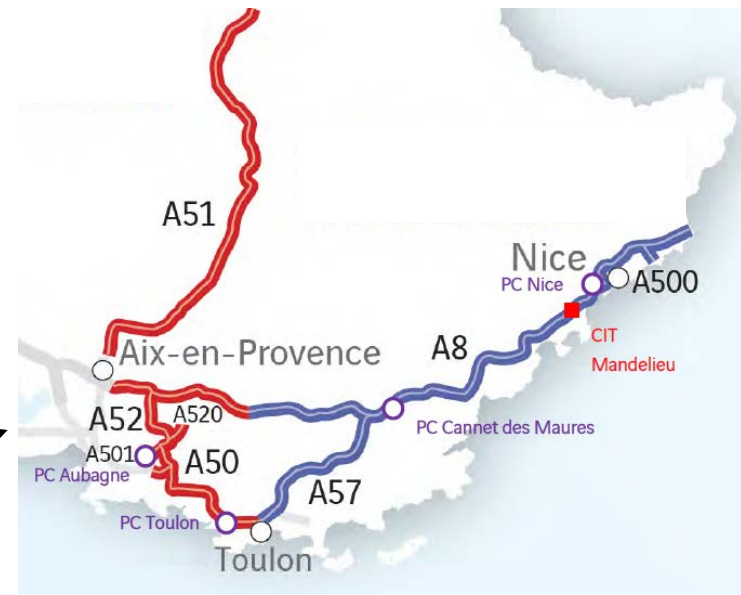 A51
Nice
PC Nice
A500
CIT
Mandelieu
Aix-en-Provence
A8
A52
A520
PC Cannet des Maures
A501
A50
PC Aubagne
A57
PC Toulon
Toulon